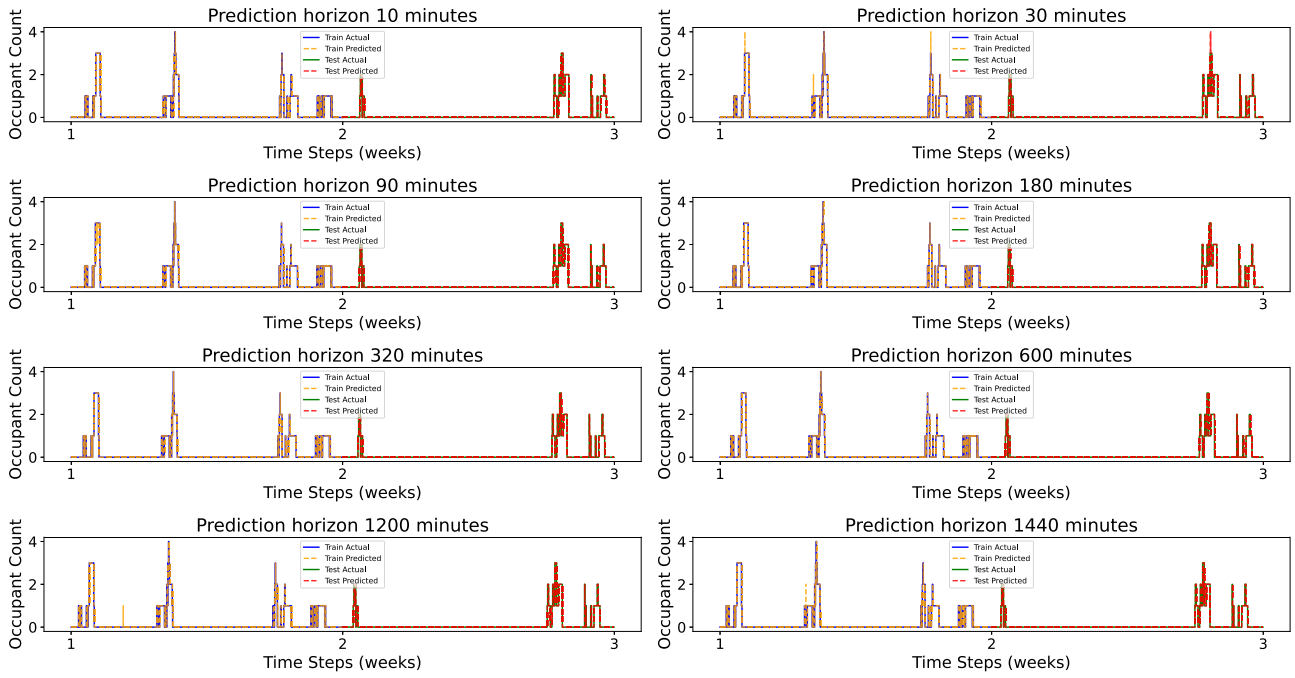 Prediction horizon 10 minutes
Occupant Count
4
2
0
Train Actual
Train Predicted
Test Actual
Test Predicted
1
2
3
Time Steps (weeks)
Prediction horizon 30 minutes
Occupant Count
4
2
0
Train Actual
Train Predicted
Test Actual
Test Predicted
1
2
3
Time Steps (weeks)
Prediction horizon 90 minutes
Occupant Count
4
2
0
Train Actual
Train Predicted
Test Actual
Test Predicted
1
2
3
Time Steps (weeks)
Prediction horizon 180 minutes
Occupant Count
4
2
0
Train Actual
Train Predicted
Test Actual
Test Predicted
1
2
3
Time Steps (weeks)
Prediction horizon 320 minutes
Occupant Count
4
2
0
Train Actual
Train Predicted
Test Actual
Test Predicted
1
2
3
Time Steps (weeks)
Prediction horizon 600 minutes
Occupant Count
4
2
0
Train Actual
Train Predicted
Test Actual
Test Predicted
1
2
3
Time Steps (weeks)
Prediction horizon 1200 minutes
Occupant Count
4
2
0
Train Actual
Train Predicted
Test Actual
Test Predicted
1
2
3
Time Steps (weeks)
Prediction horizon 1440 minutes
Occupant Count
4
2
0
Train Actual
Train Predicted
Test Actual
Test Predicted
1
2
3
Time Steps (weeks)